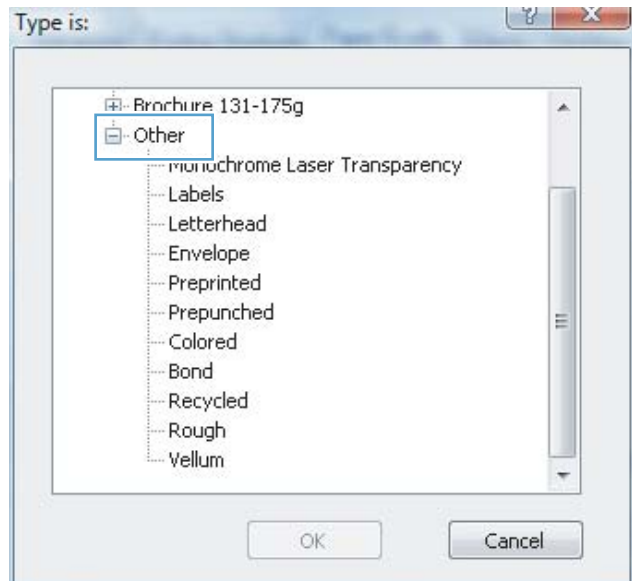 Type is:
Brochure 131-175g
Other
Monochrome Laser Transparency
Labels
Letterhead
Envelope
Preprinted
Prepunched
Colored
Bond
Recycled
Rough
Vellum
OK Cancel